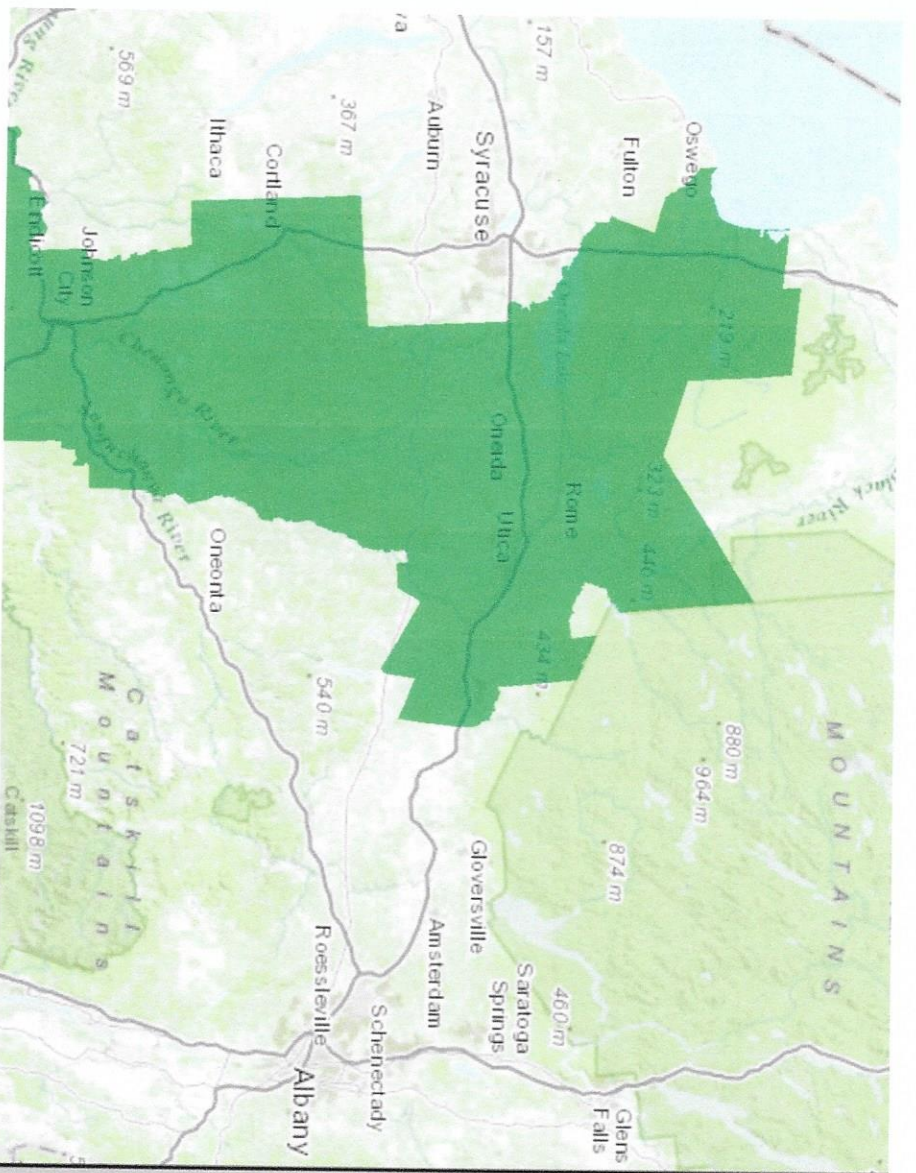 River
MOUNTAINS
219 m
880 m
964 m
Oswego
323 m
446 m
874 m
Fulton
Glens
Falls
Rome
157 m
434 m
460 m
Saratoga
Springs
Syracuse
Oneida
Utica
Gloversville
Auburn
Amsterdam
Schenectady
367 m
540 m
Roessleville
Albany
Cortland
Ithaca
Oneonta
Chenango River
Susquehanna River
569 m
Catskill
Mountains
721 m
Johnson
City
Endicott
1098 m
Catskill
River